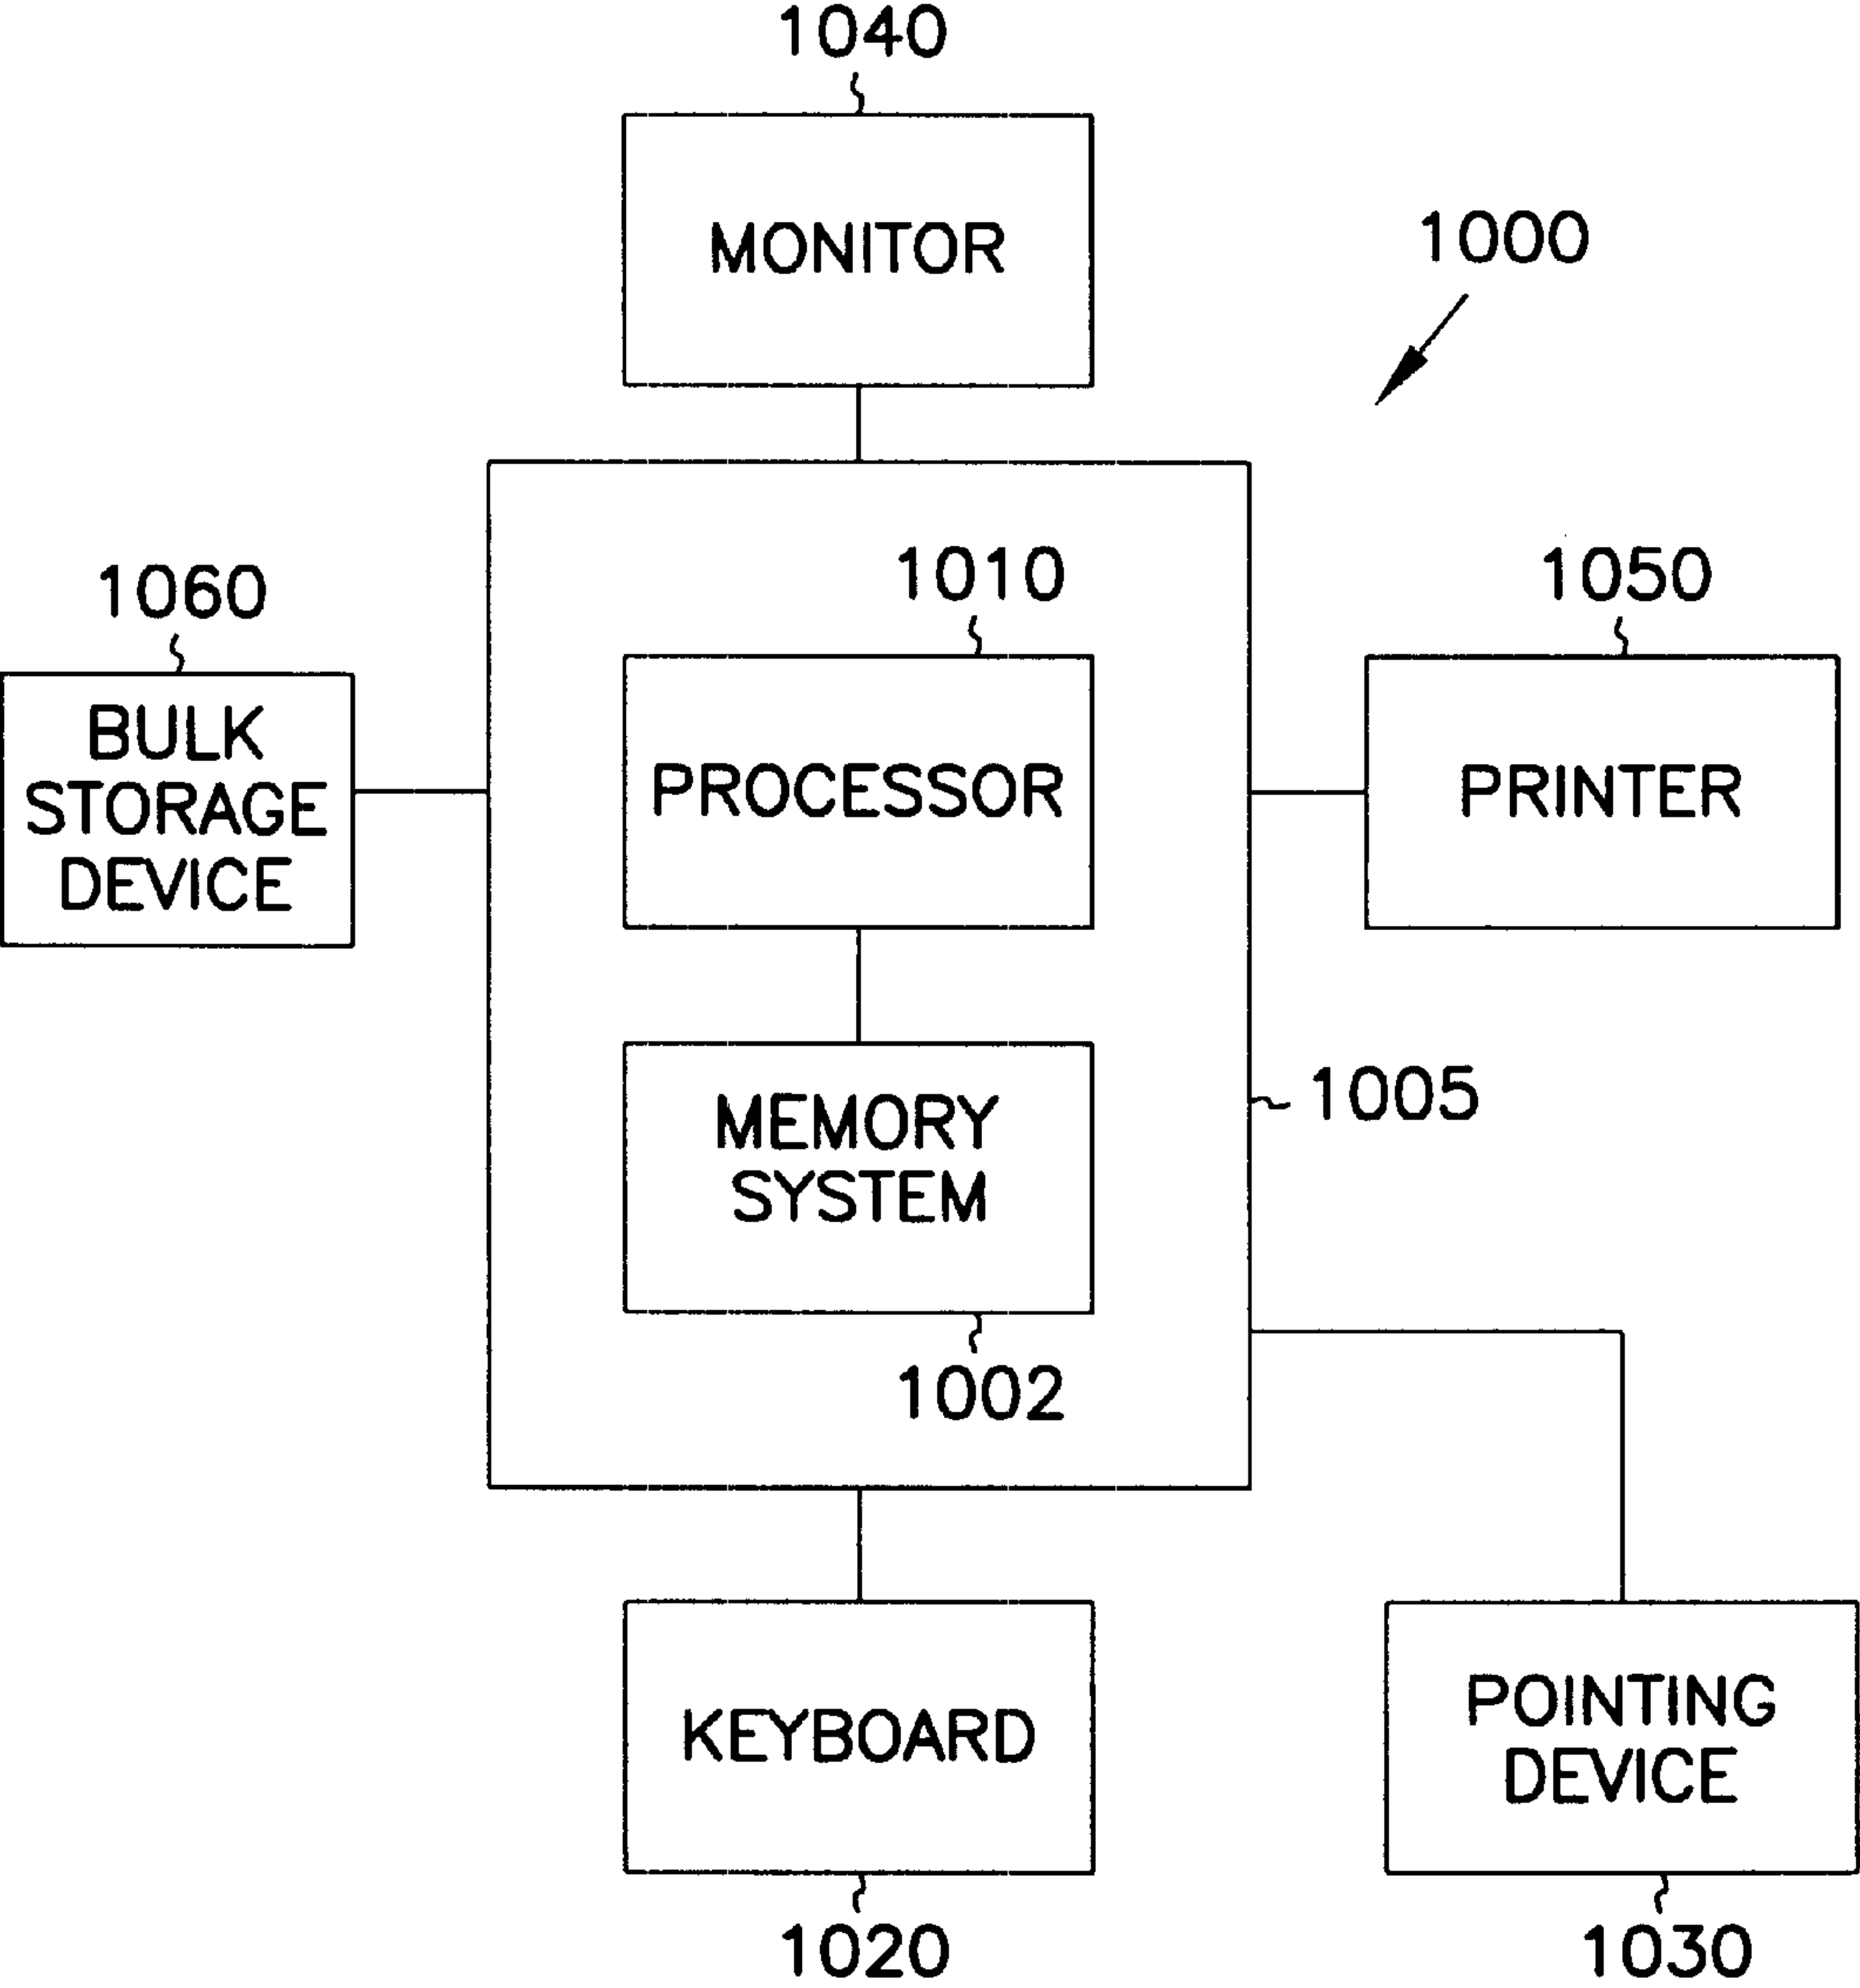 1040
MONITOR
1000
1060
BULK
STORAGE
DEVICE
1010
PROCESSOR
1050
PRINTER
MEMORY
SYSTEM
1005
1002
KEYBOARD
1020
POINTING
DEVICE
1030